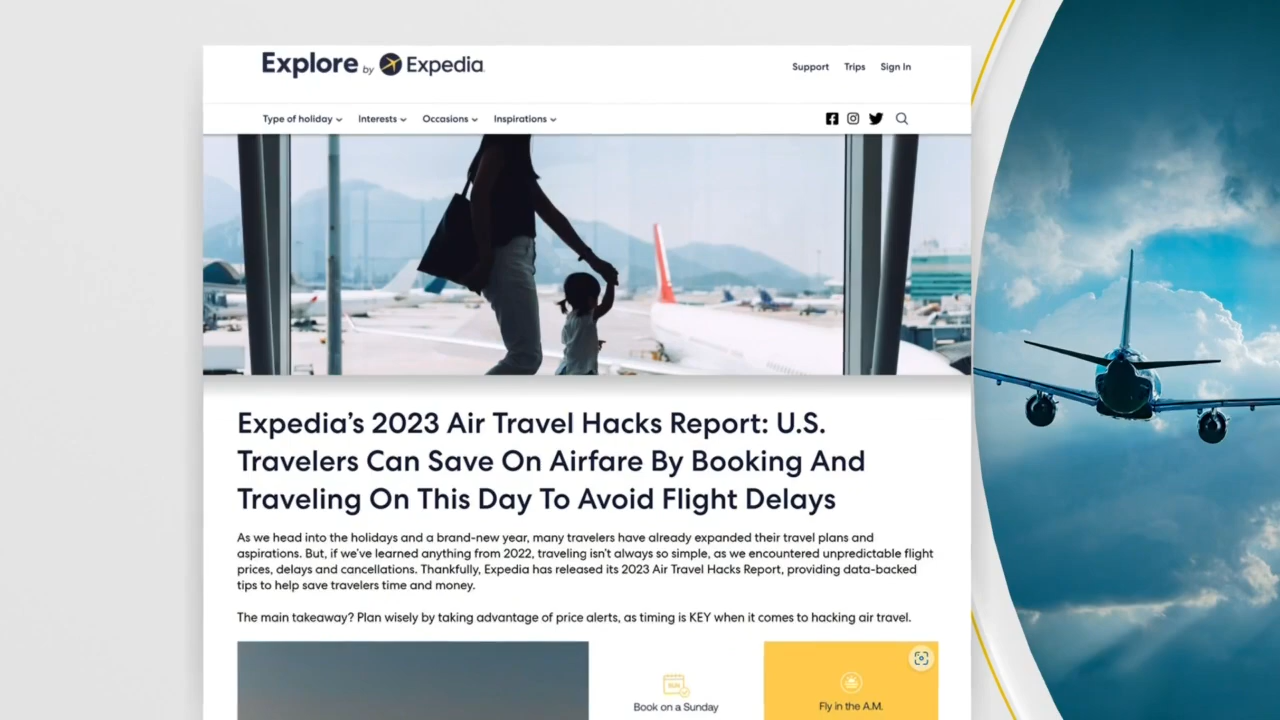 Explore by Expedia
Support Trips Sign In
Type of holiday Interests Occasions Inspirations
Expedia's 2023 Air Travel Hacks Report: U.S.
Travelers Can Save On Airfare By Booking And
Traveling On This Day To Avoid Flight Delays
As we head into the holidays and a brand-new year, many travelers have already expanded their travel plans and
aspirations. But, if we've learned anything from 2022, traveling isn't always so simple, as we encountered unpredictable flight
prices, delays and cancellations. Thankfully, Expedia has released its 2023 Air Travel Hacks Report, providing data-backed
tips to help save travelers time and money.
The main takeaway? Plan wisely by taking advantage of price alerts, as timing is KEY when it comes to hacking air travel.
SUN
Book on a Sunday
Fly in the A.M.